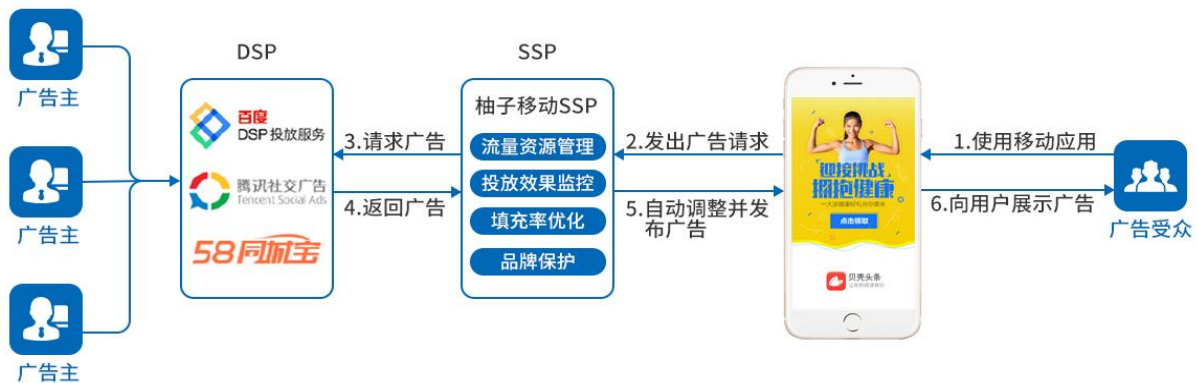 广告主
广告主
广告主
DSP
百度
DSP投放服务
腾讯社交广告
Tencent Social Ads
58同城宝
3.请求广告
4.返回广告
SSP
柚子移动SSP
流量资源管理
投放效果监控
填充率优化
品牌保护
2.发出广告请求
5.自动调整并发
布广告
迎接挑战
拥抱健康
点击领取
贝壳头条
1.使用移动应用
6.向用户展示广告
广告受众